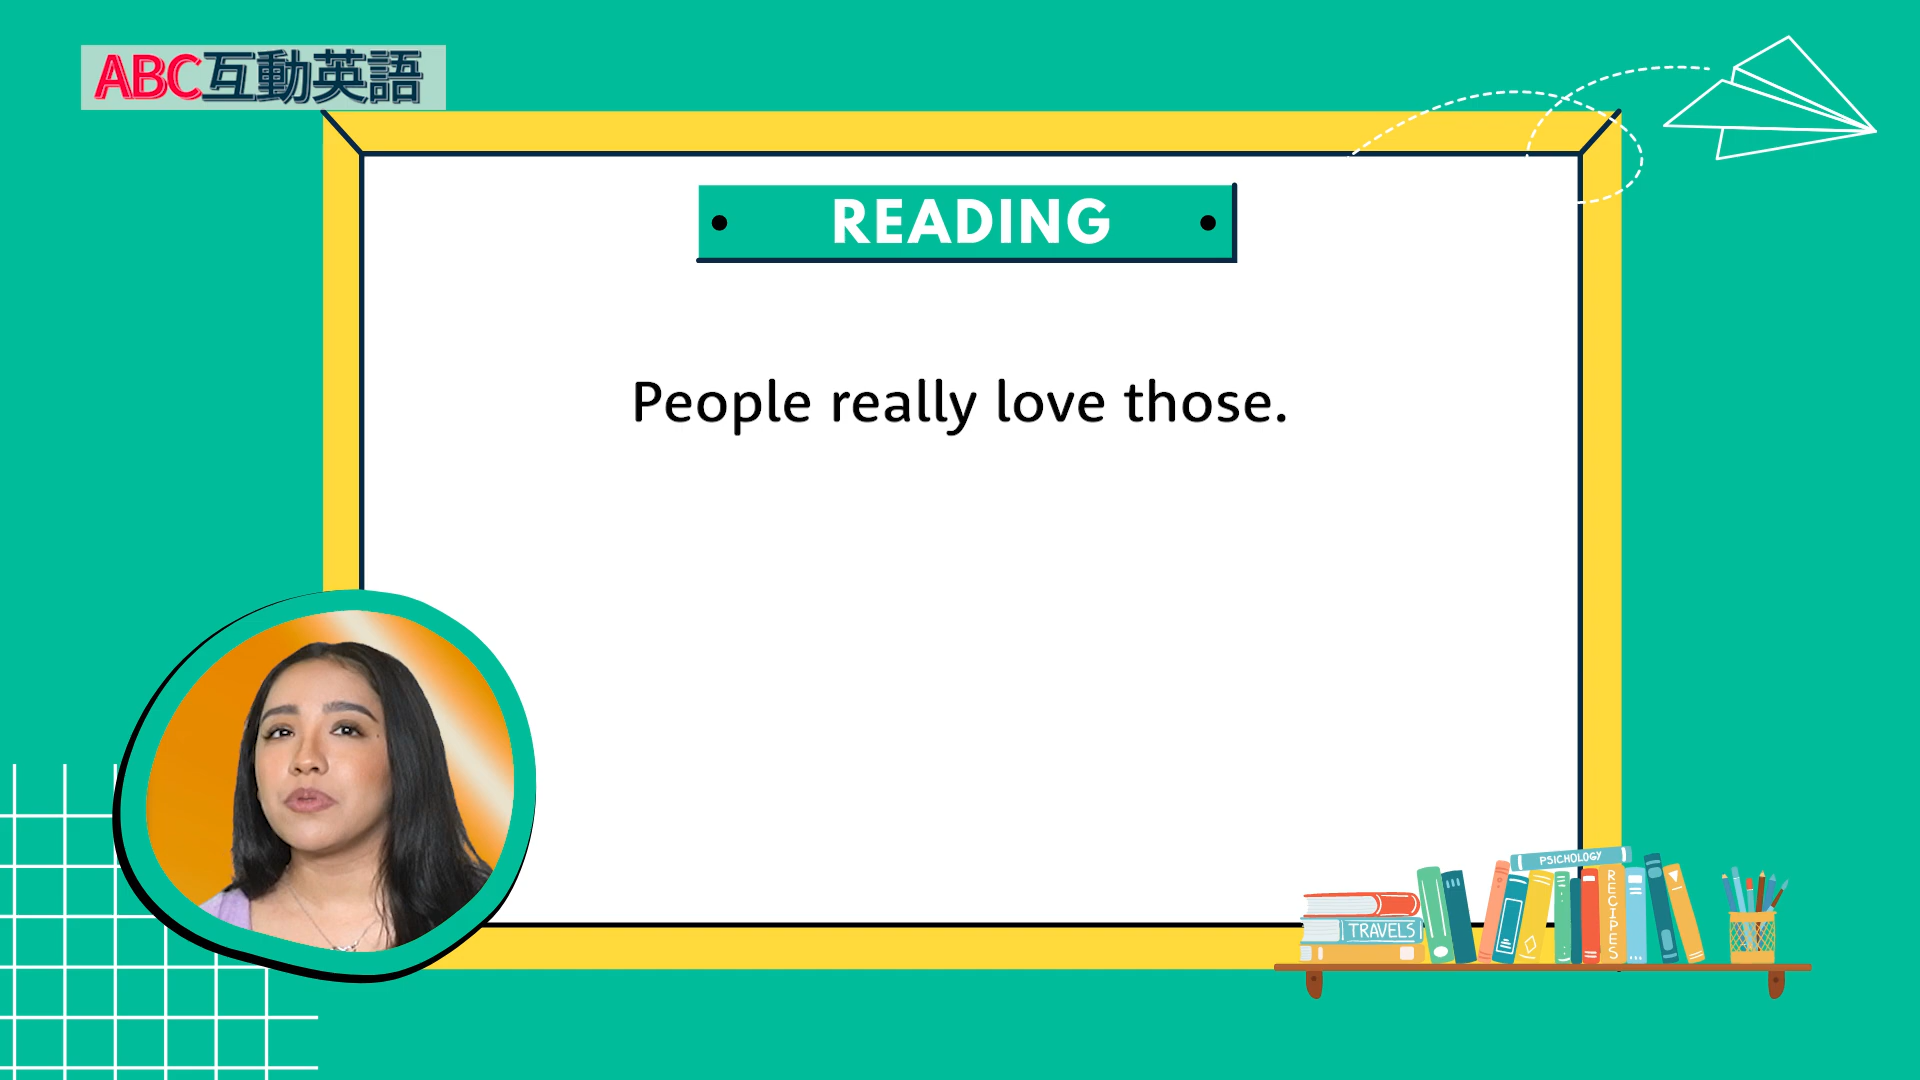 ABC互動英語
READING
People really love those.
PSICHOLOGY
RECIPES
TRAVELS